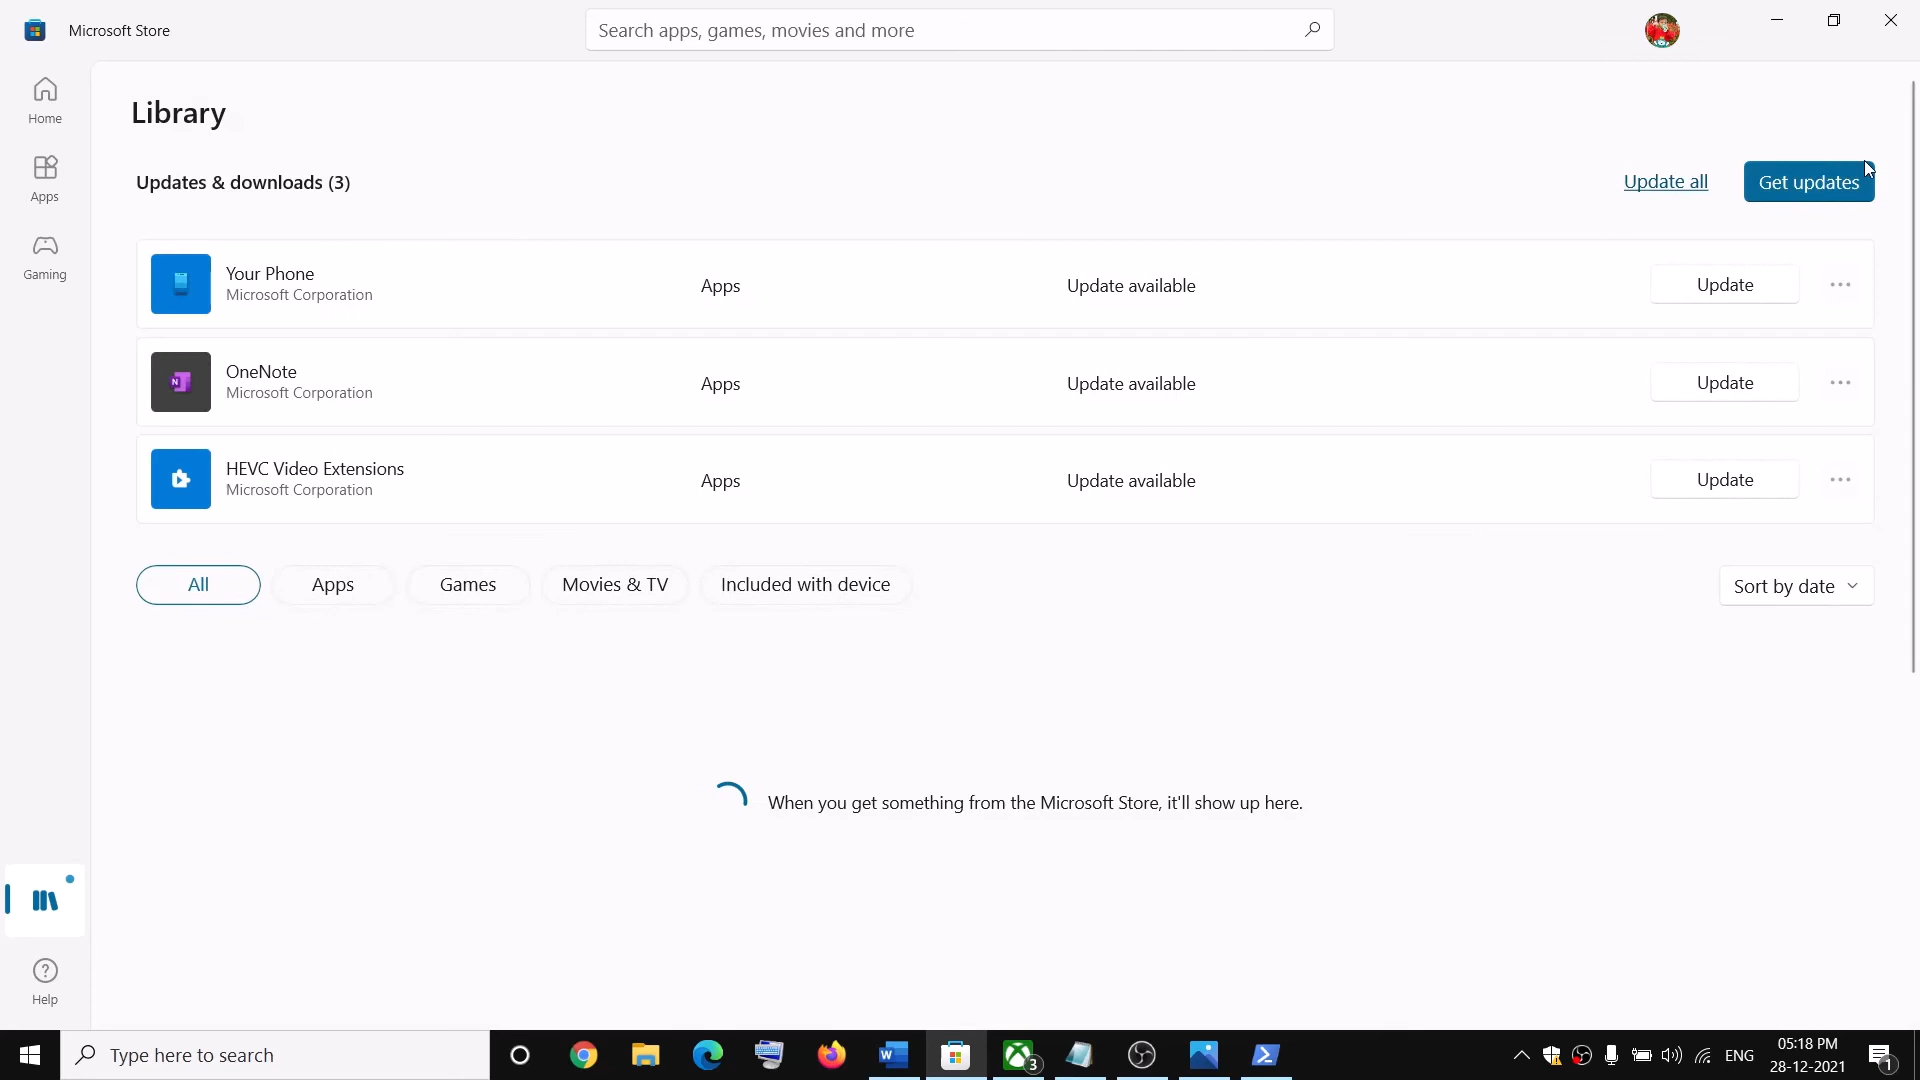 Microsoft Store
Search apps, games, movies and more
Home
Apps
Gaming
Help
Library
Updates & downloads (3)
Update all
Get updates
Your Phone
Microsoft Corporation
Apps
Update available
Update
OneNote
Microsoft Corporation
Apps
Update available
Update
HEVC Video Extensions
Microsoft Corporation
Apps
Update available
Update
All
Apps
Games
Movies & TV
Included with device
Sort by date
When you get something from the Microsoft Store, it'll show up here.
Type here to search
3
ENG
05:18 PM
28-12-2021
1